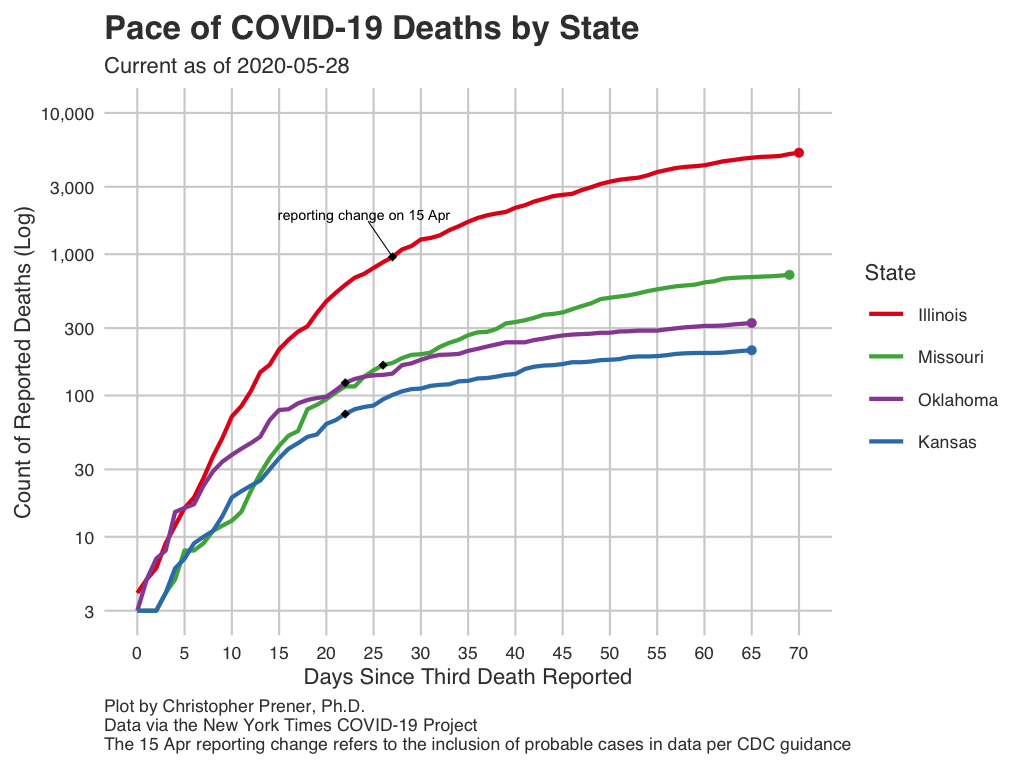 Pace of COVID-19 Deaths by State
Current as of 2020-05-28
Count of Reported Deaths (Log)
10,000
3,000
1,000
300
100
30
10
3
reporting change on 15 Apr
0 5 10 15 20 25 30 35 40 45 50 55 60 65 70
Days Since Third Death Reported
State
Illinois
Missouri
Oklahoma
Kansas
Plot by Christopher Prener, Ph.D.
Data via the New York Times COVID-19 Project
The 15 Apr reporting change refers to the inclusion of probable cases in data per CDC guidance